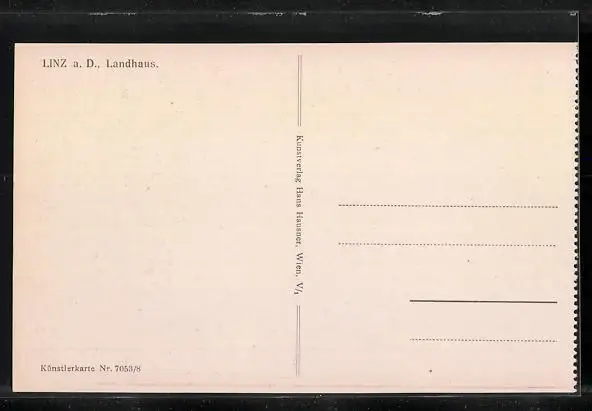 LINZ a. D., Landhaus.
Kunstverlag Hans Hausner, Wien, V/1
Künstlerkarte Nr. 7053/8